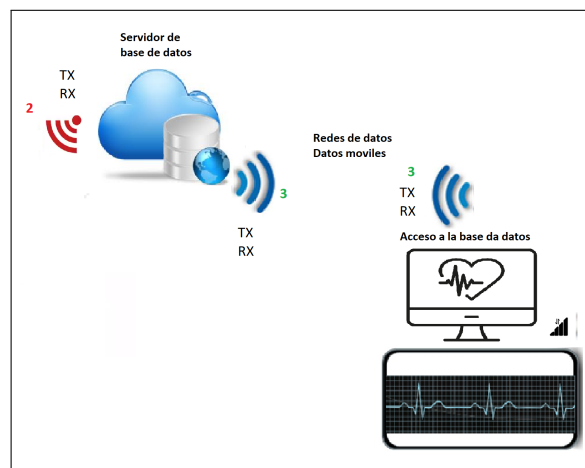 Servidor de
base de datos
TX
RX
2
3
TX
RX
Redes de datos
Datos moviles
3
TX
RX
Acceso a la base da datos